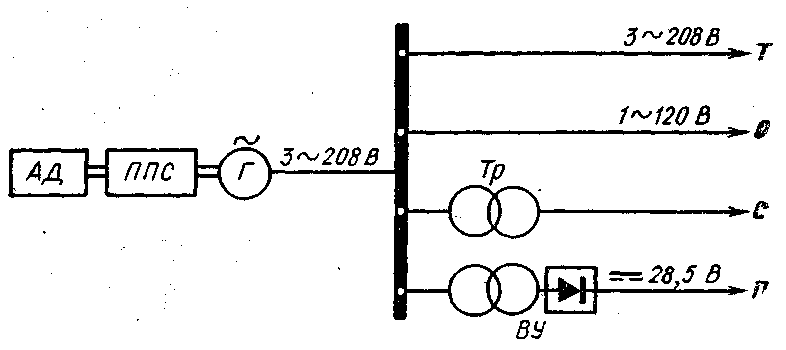 3~208 В
Т
1~120 В
О
~
АД
ППС
Г
3~208 В
Тр
С
=28,5 В
П
ВУ